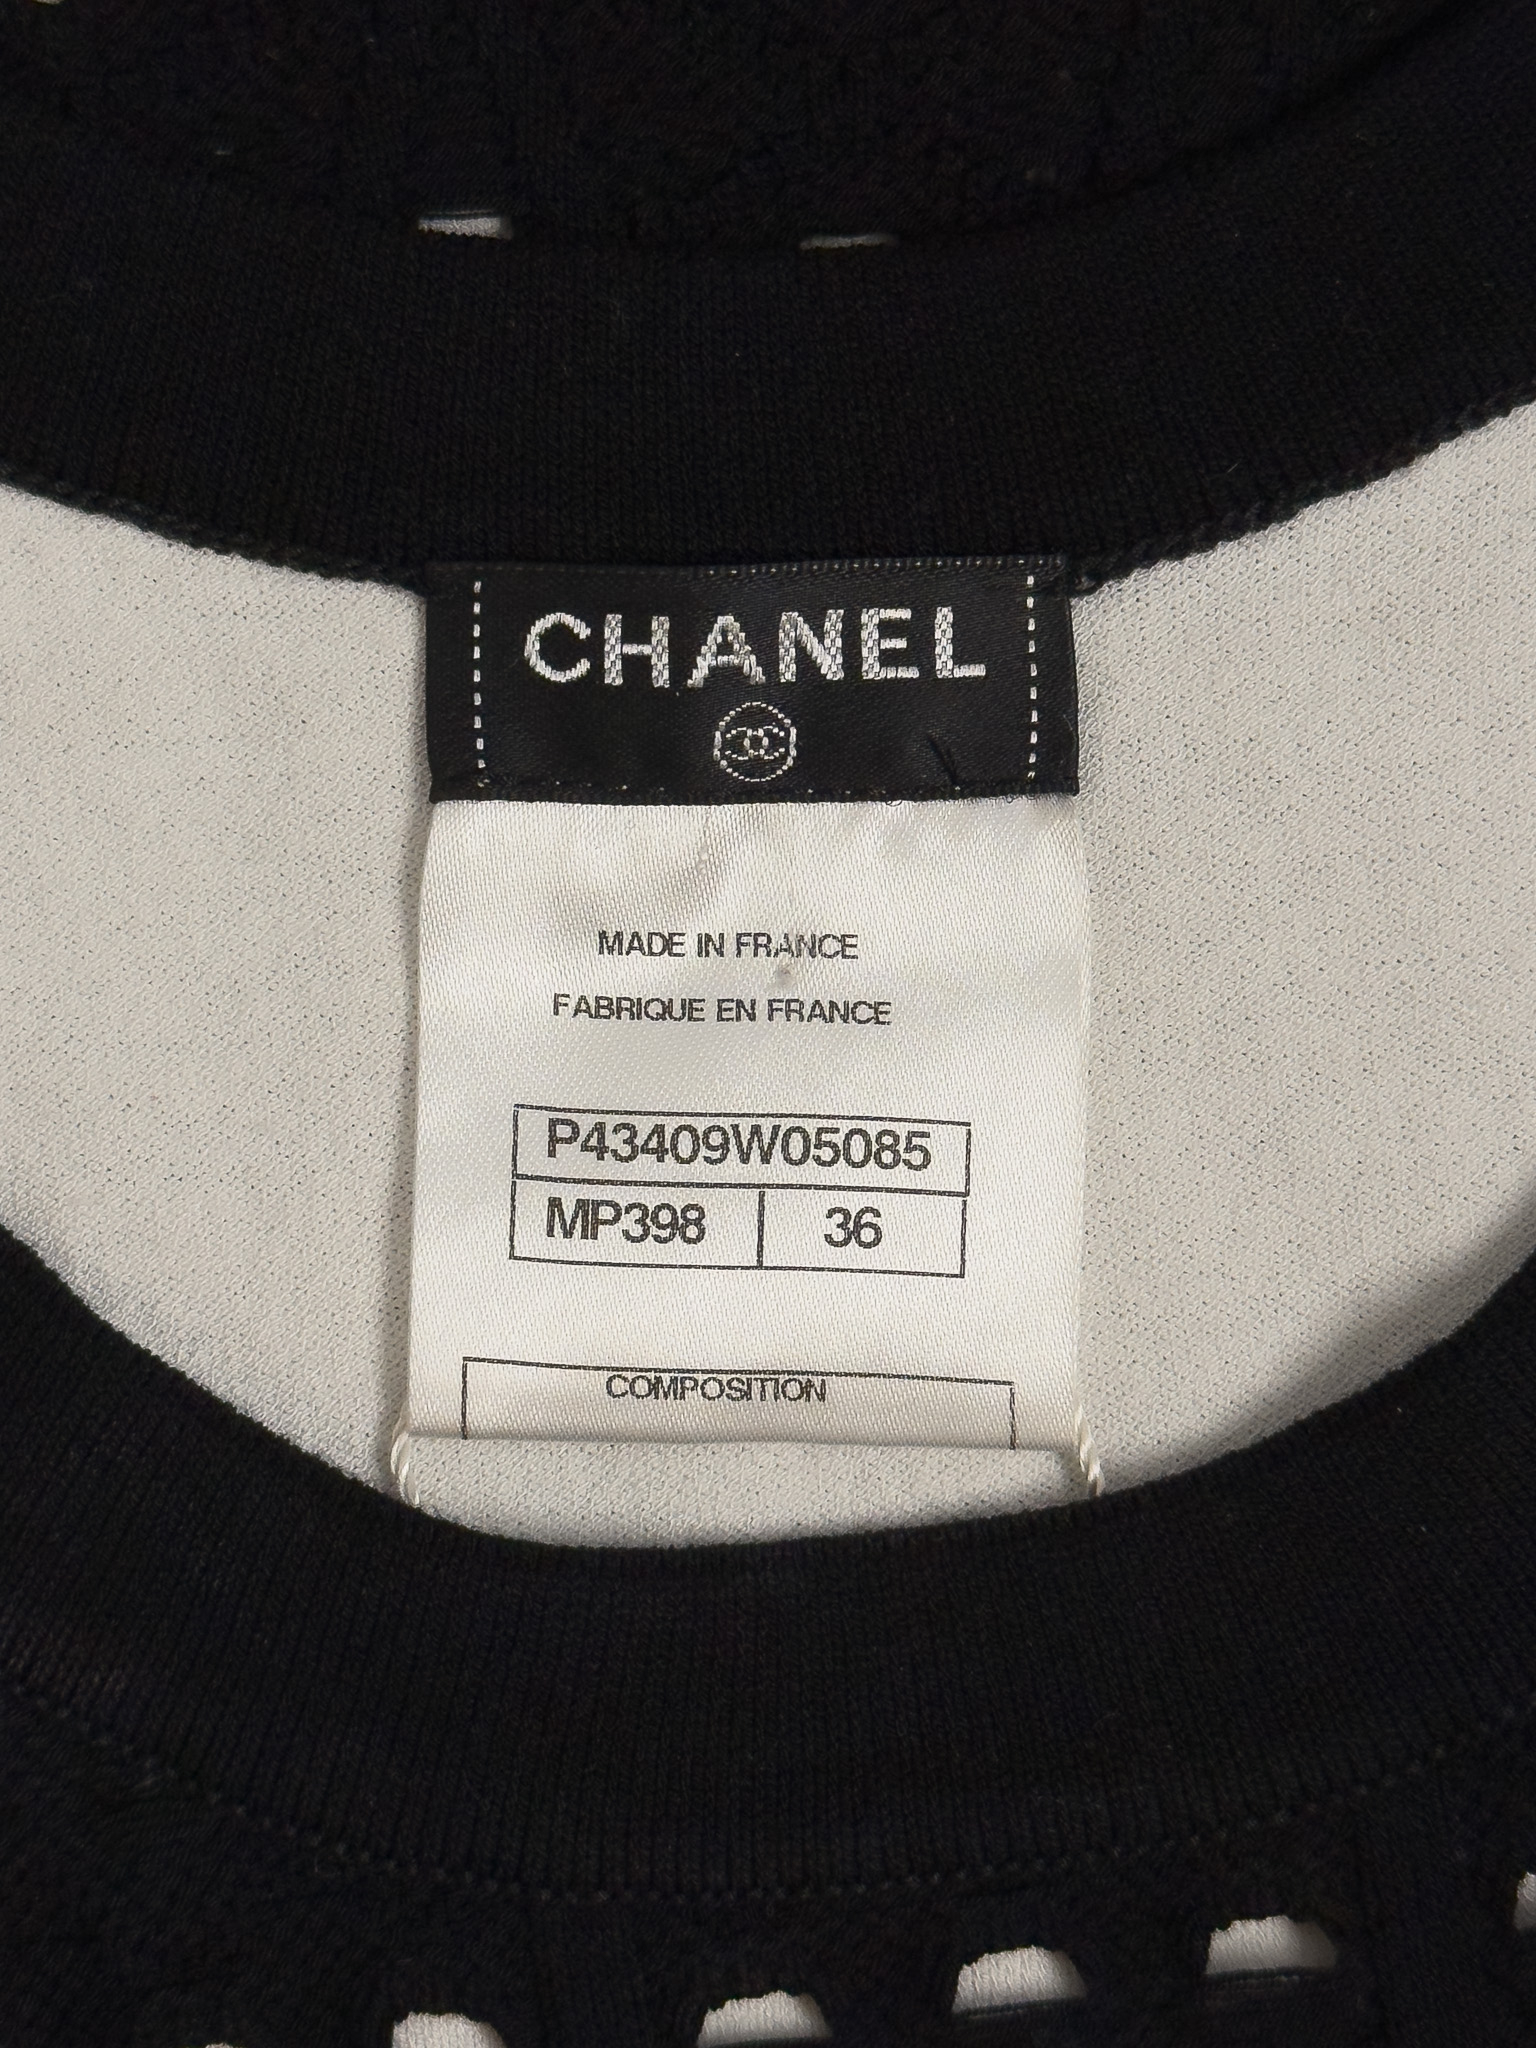 CHANEL
MADE IN FRANCE
FABRIQUE EN FRANCE
P43409W05085
MP398 36
COMPOSITION